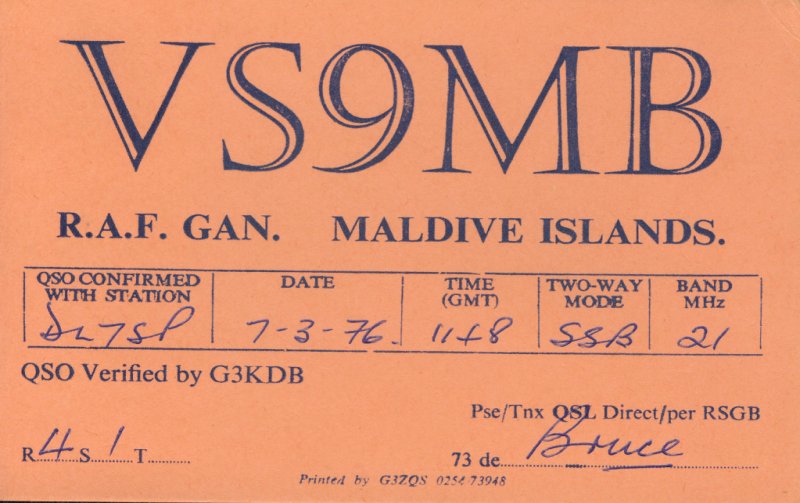 VS9MB
R.A.F. GAN. MALDIVE ISLANDS.
QSO CONFIRMED WITH STATION DATE TIME (GMT) TWO-WAY MODE BAND MHz
DL7SP 7-3-76. 1148 SSB 21
QSO Verified by G3KDB
Pse/Tnx QSL Direct/per RSGB
R 4 S 1 T
73 de Bruce
Printed by G3ZQS 0254 73948